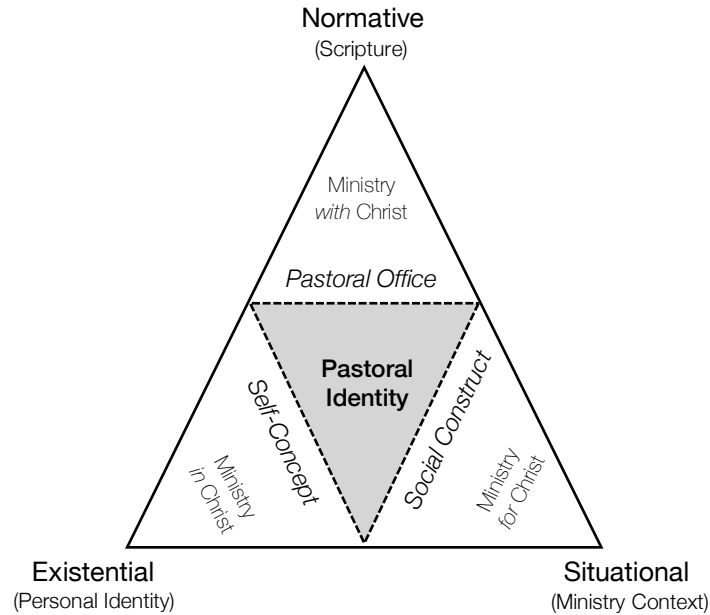 Normative
(Scripture)
Ministry
with Christ
Pastoral Office
Pastoral
Identity
Self-Concept
Social Construct
Ministry
in Christ
Ministry
for Christ
Existential
(Personal Identity)
Situational
(Ministry Context)